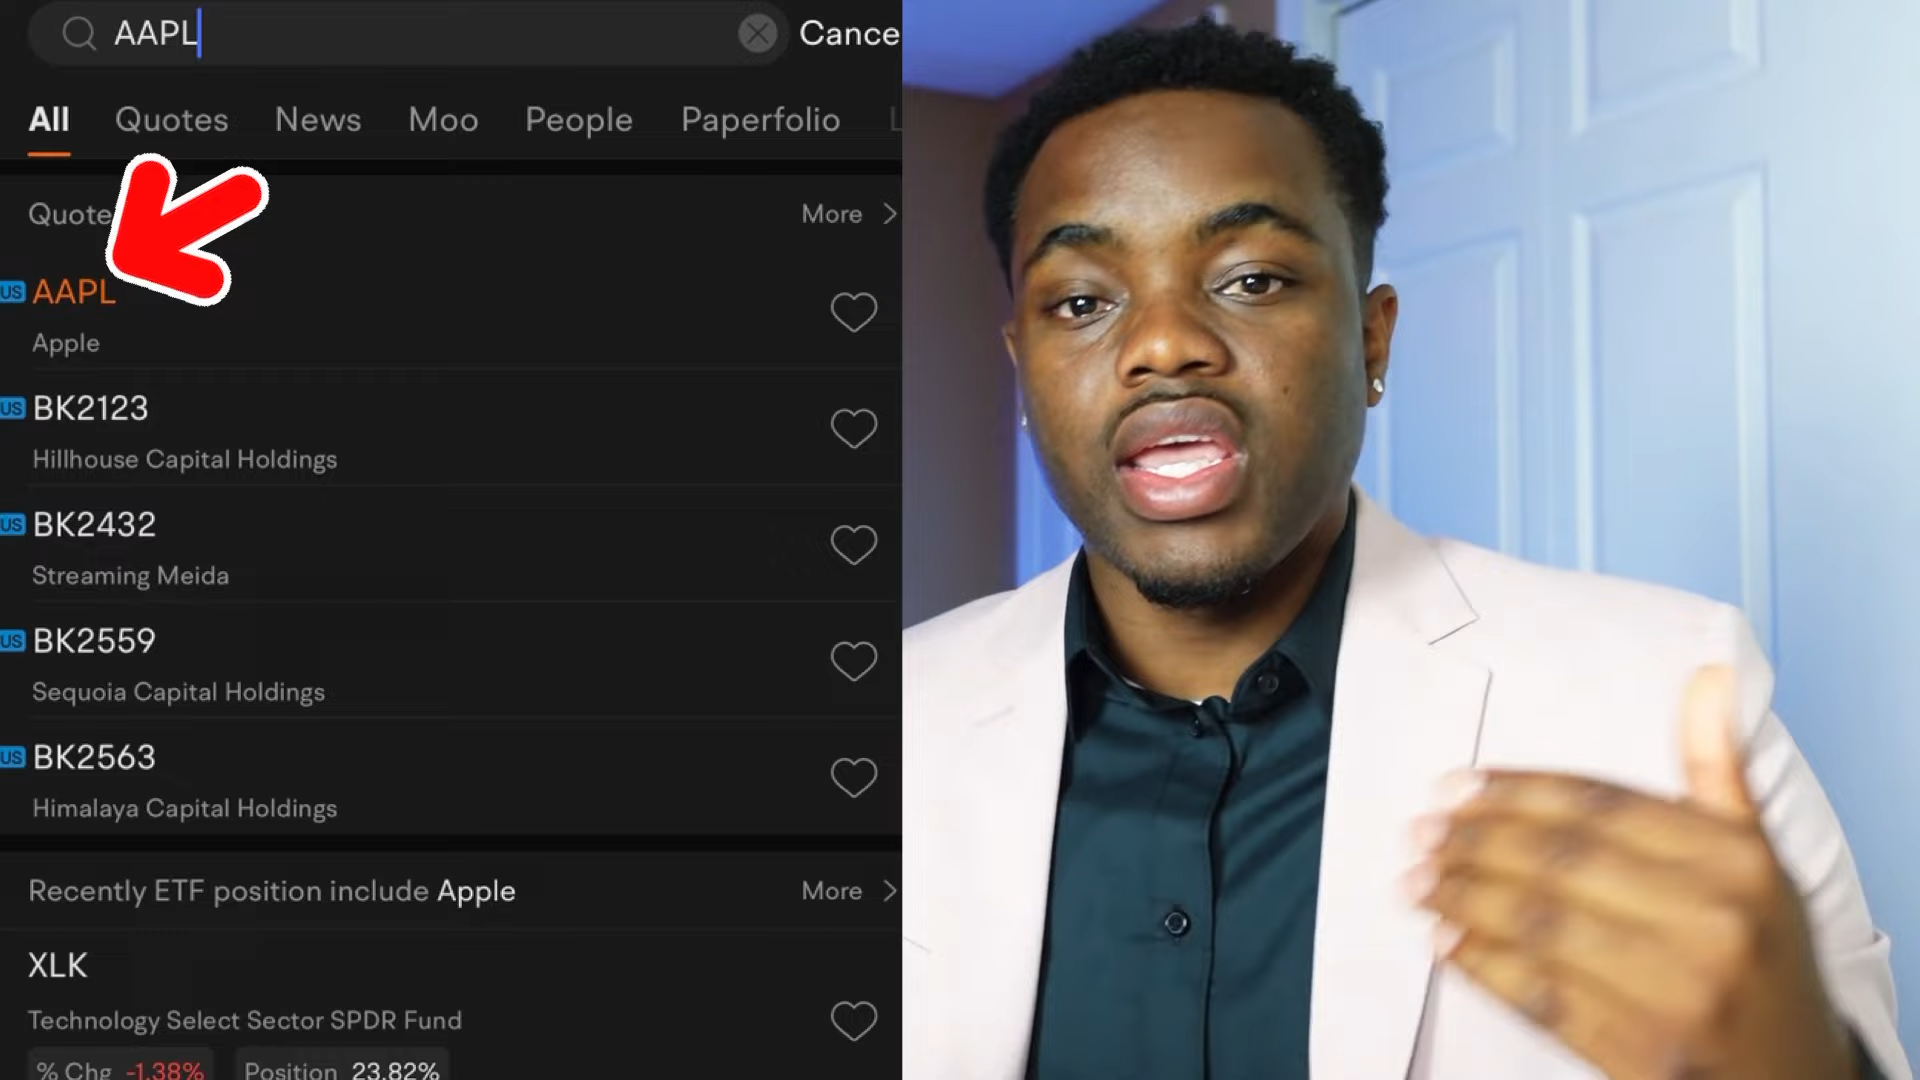 AAPL Cance
All Quotes News Moo People Paperfolio L
Quote More
US AAPL
Apple
US BK2123
Hillhouse Capital Holdings
US BK2432
Streaming Meida
US BK2559
Sequoia Capital Holdings
US BK2563
Himalaya Capital Holdings
Recently ETF position include Apple More
XLK
Technology Select Sector SPDR Fund
% Chg -1.38% Position 23.82%